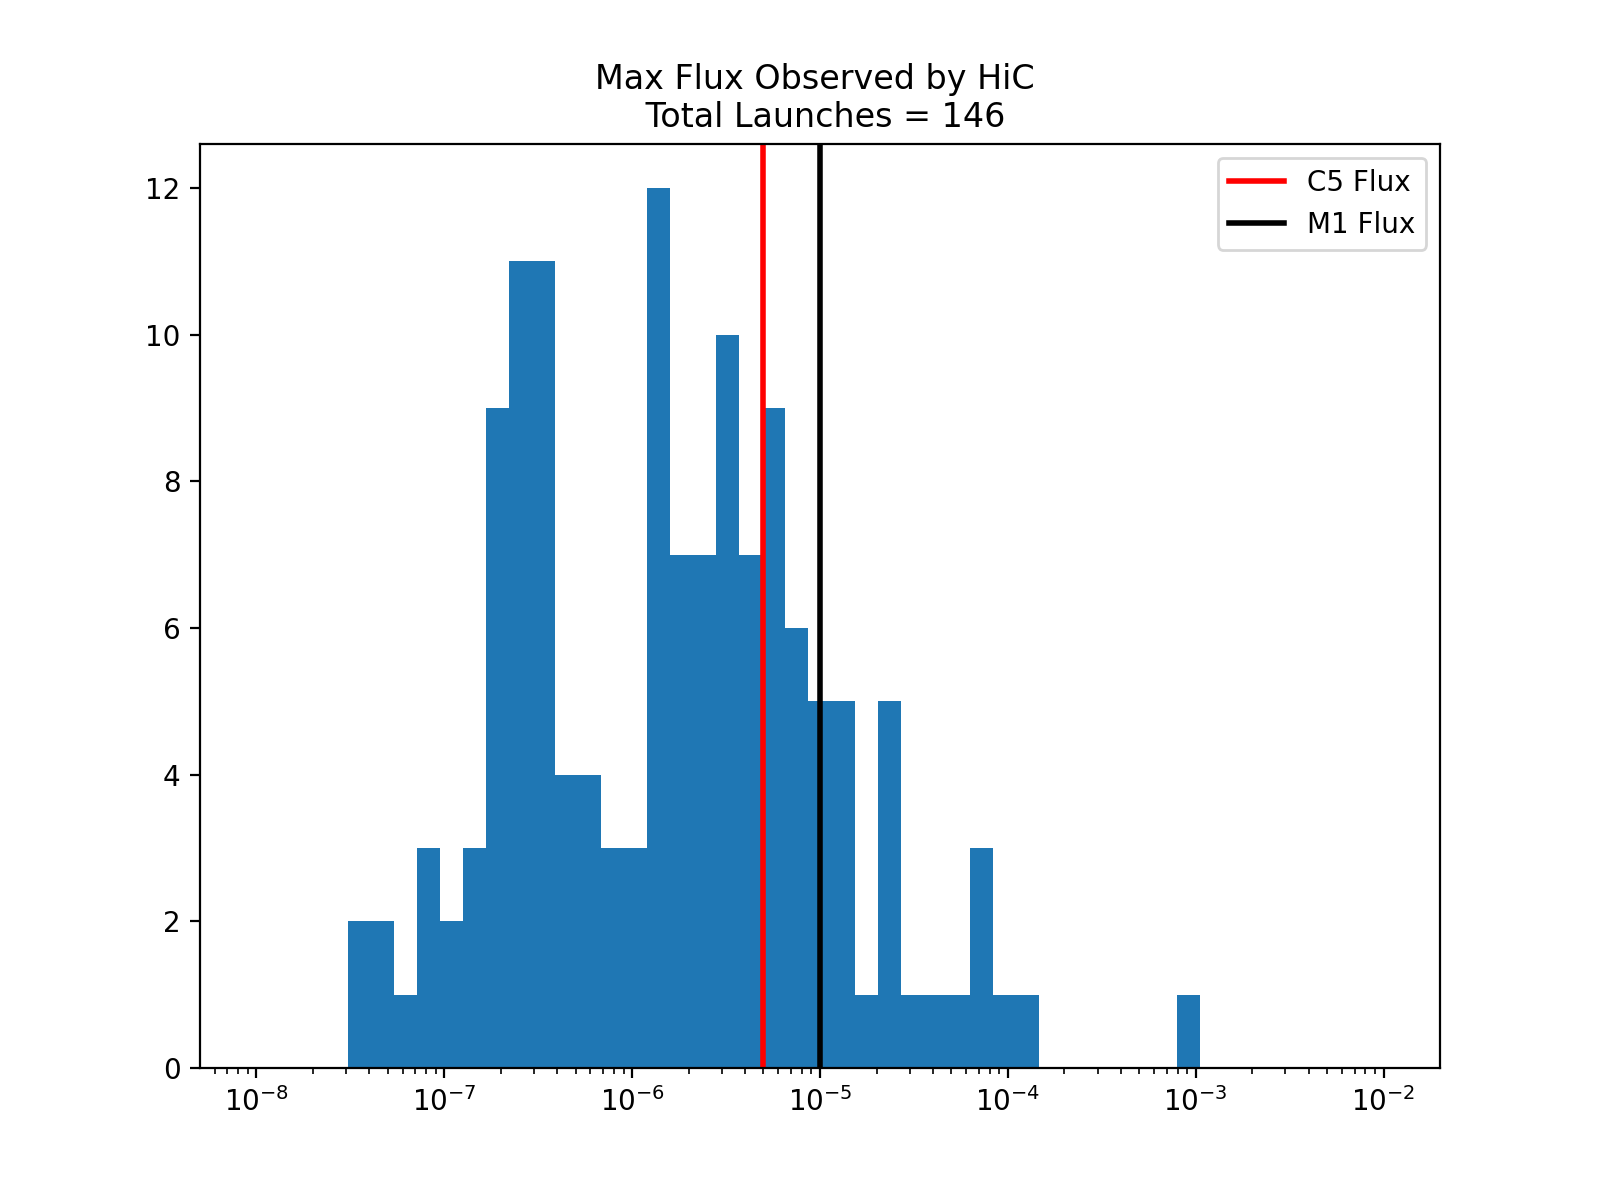 Max Flux Observed by HiC
Total Launches = 146
C5 Flux
M1 Flux
12
10
8
6
4
2
0
10⁻⁸ 10⁻⁷ 10⁻⁶ 10⁻⁵ 10⁻⁴ 10⁻³ 10⁻²